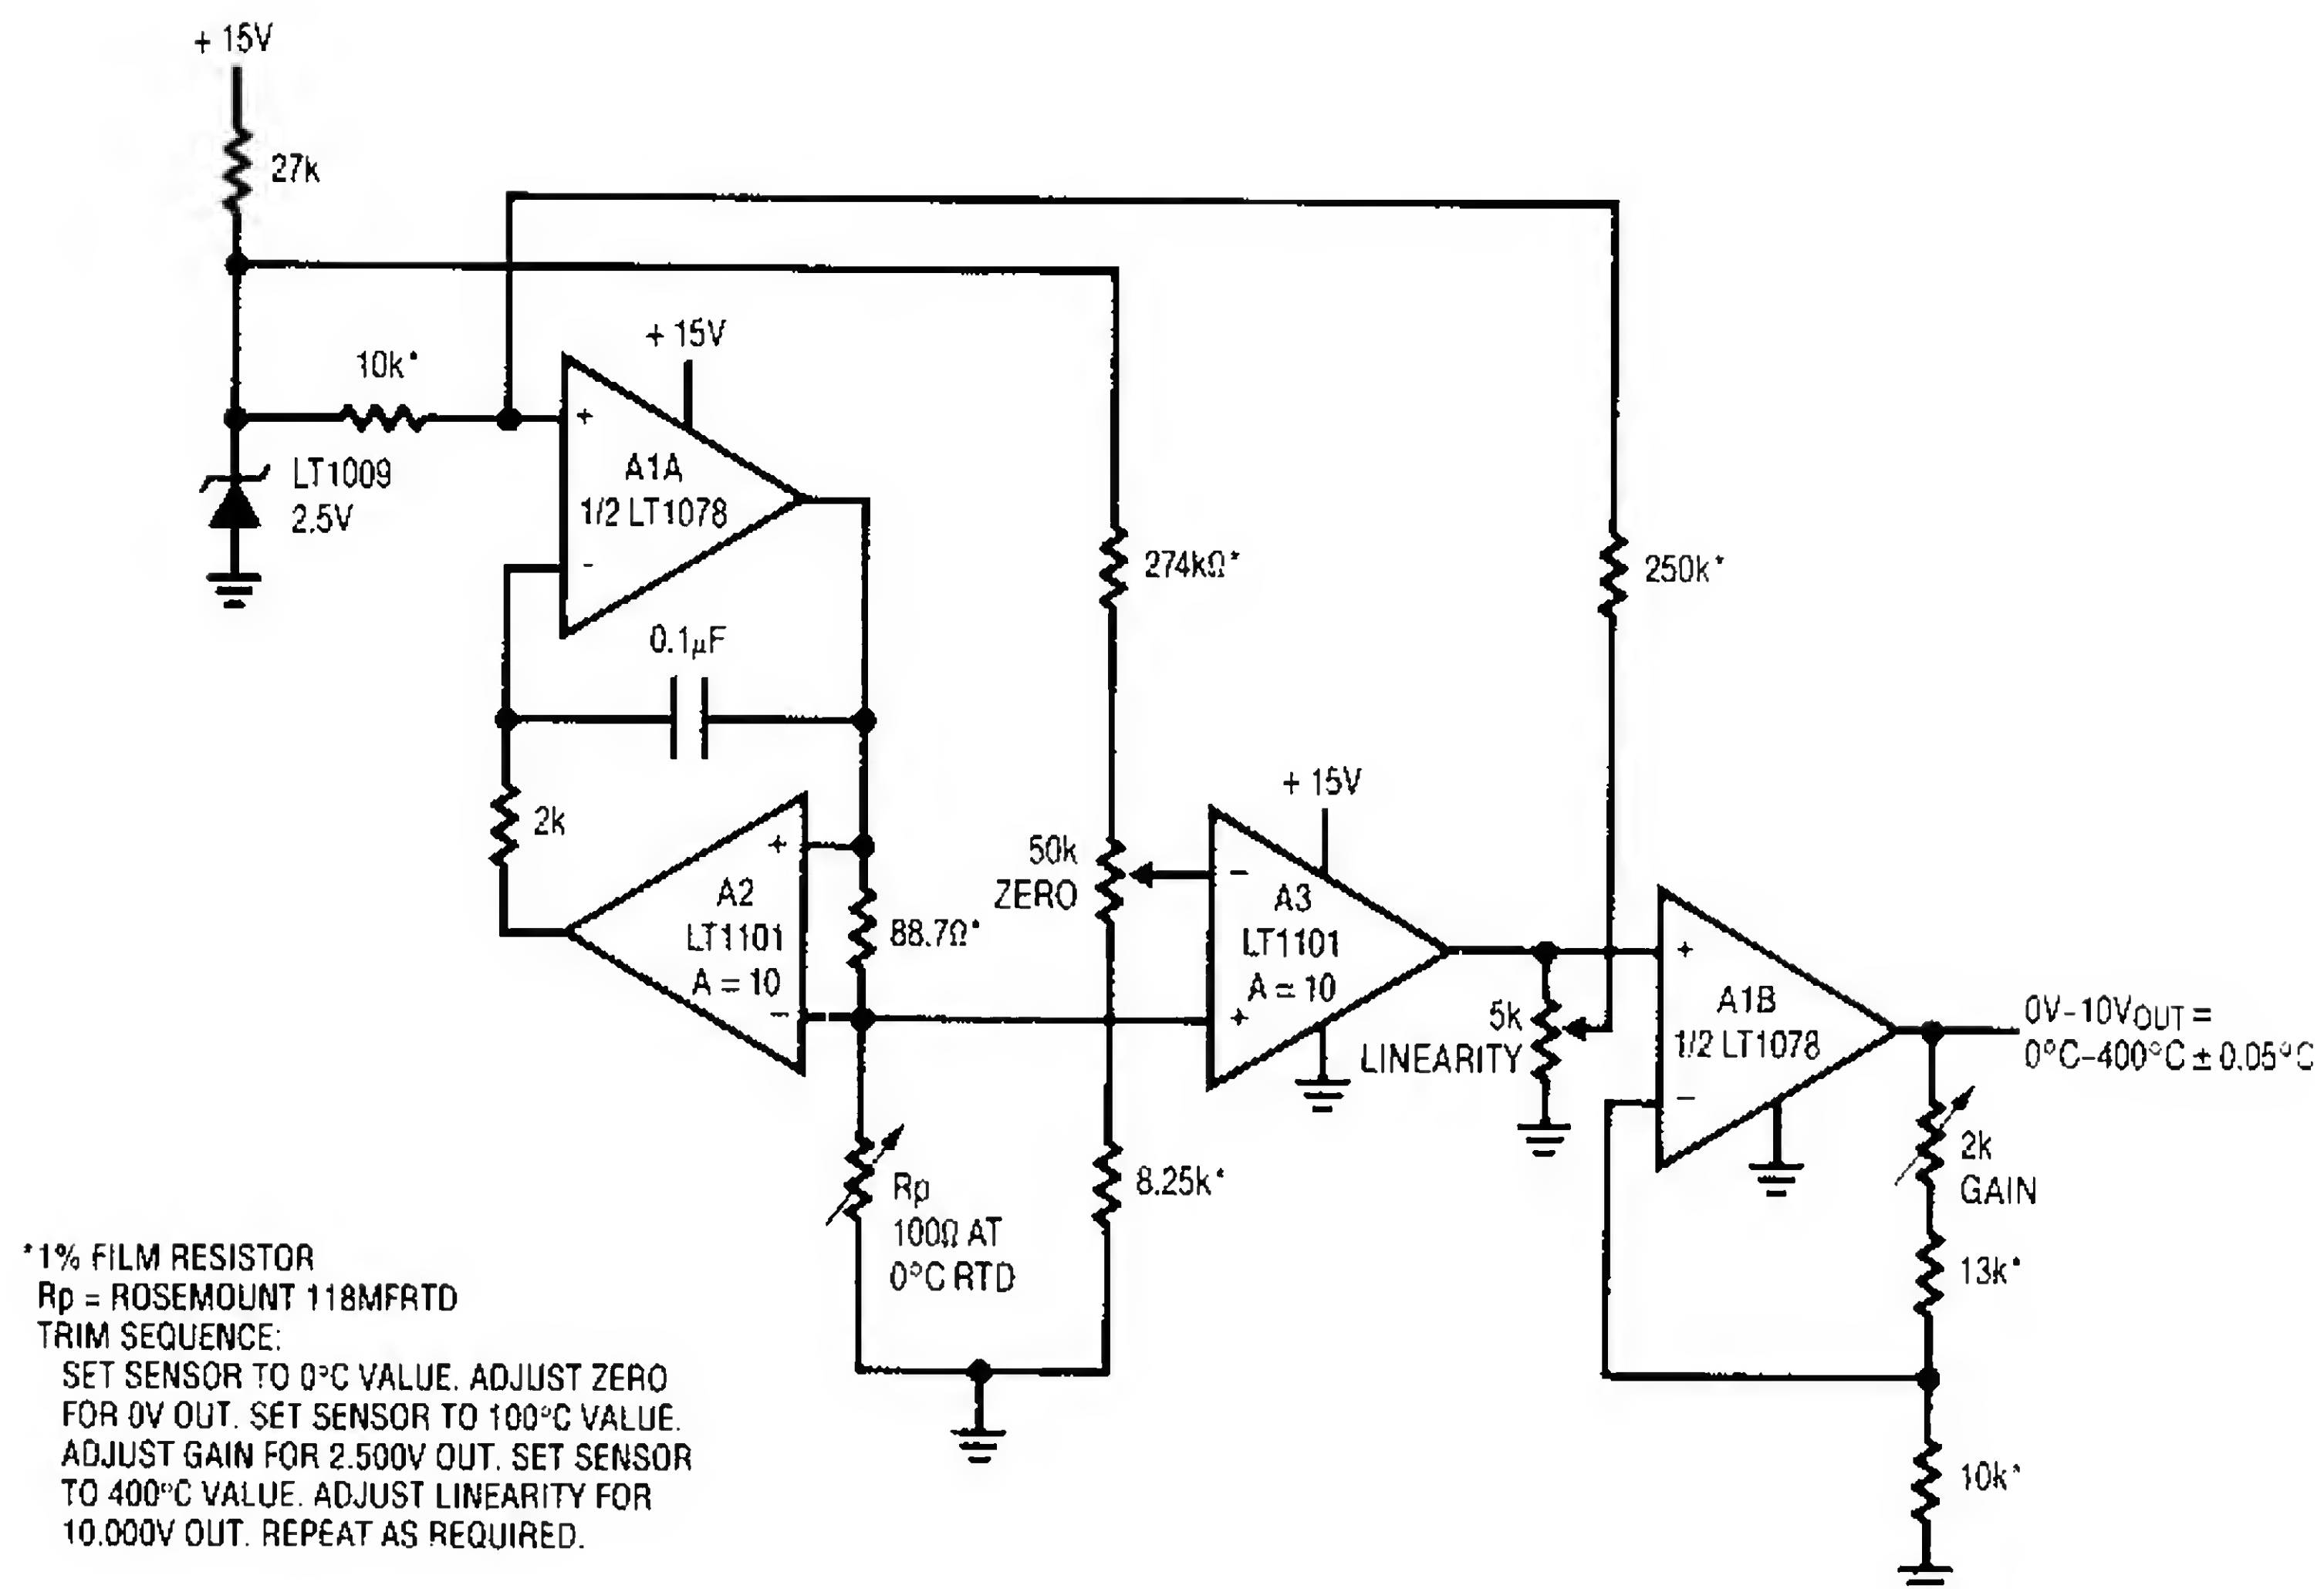 + 15V
27k
+ 15V
10k*
+
A1A
1/2 LT1078
-
LT1009
2.5V
274kΩ*
250k*
0.1µF
2k
+
A2
LT1101
A = 10
-
88.7Ω*
+ 15V
50k
ZERO
-
A3
LT1101
A = 10
+
5k
LINEARITY
+
A1B
1/2 LT1078
-
0V-10VOUT =
0°C-400°C ± 0.05°C
2k
GAIN
13k*
10k*
Rp
100Ω AT
0°C RTD
8.25k*
*1% FILM RESISTOR
Rp = ROSEMOUNT 118MFRTD
TRIM SEQUENCE:
SET SENSOR TO 0°C VALUE. ADJUST ZERO
FOR 0V OUT. SET SENSOR TO 100°C VALUE.
ADJUST GAIN FOR 2.500V OUT. SET SENSOR
TO 400°C VALUE. ADJUST LINEARITY FOR
10.000V OUT. REPEAT AS REQUIRED.